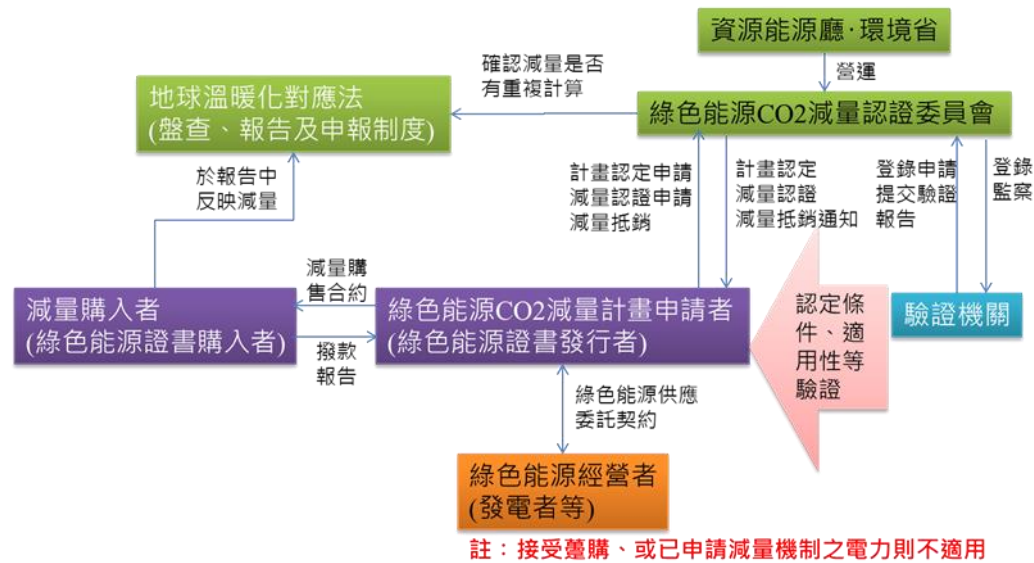 資源能源廳·環境省
營運
確認減量是否
有重複計算
地球溫暖化對應法
(盤查、報告及申報制度)
綠色能源CO2減量認證委員會
於報告中
反映減量
計畫認定申請
減量認證申請
減量抵銷
計畫認定
減量認證
減量抵銷通知
登錄申請
提交驗證
報告
登錄
監察
減量購
售合約
減量購入者
(綠色能源證書購入者)
綠色能源CO2減量計畫申請者
(綠色能源證書發行者)
認定條
件、適
用性等
驗證
驗證機關
撥款
報告
綠色能源供應
委託契約
綠色能源經營者
(發電者等)
註：接受躉購、或已申請減量機制之電力則不適用